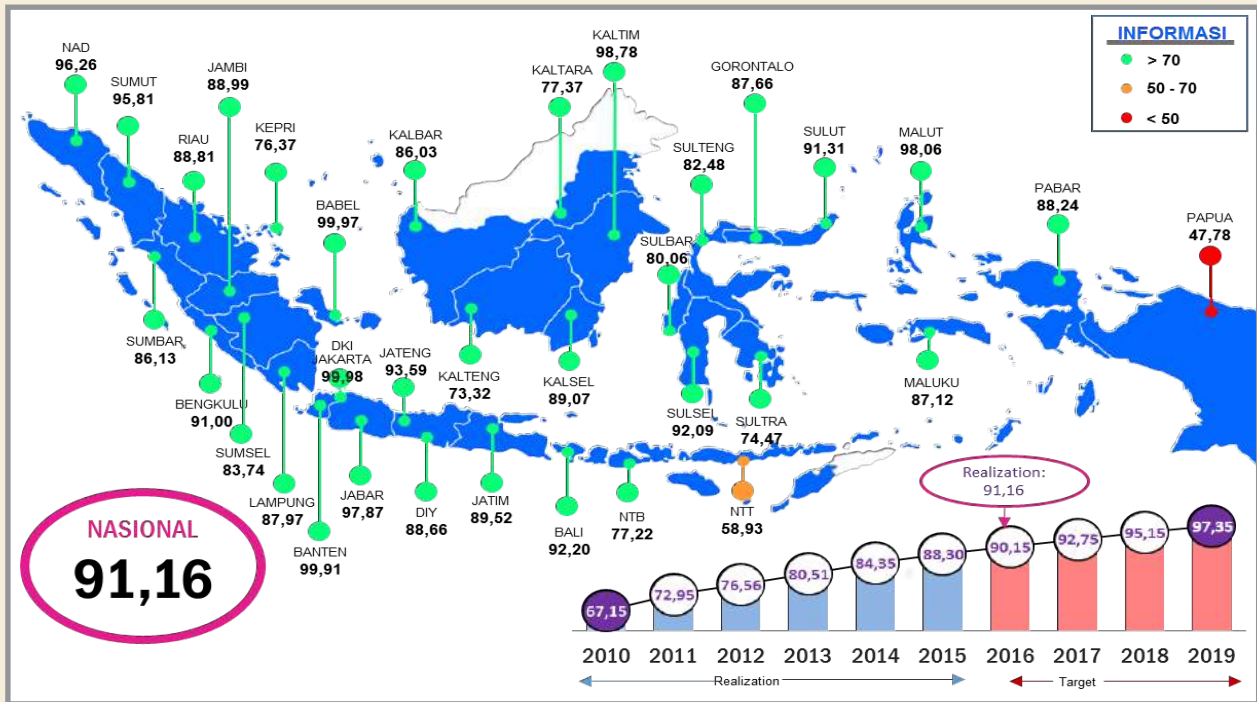 INFORMASI
> 70
50 - 70
< 50
NAD
96,26
SUMUT
95,81
JAMBI
88,99
RIAU
88,81
KEPRI
76,37
BABEL
99,97
KALBAR
86,03
KALTARA
77,37
KALTIM
98,78
GORONTALO
87,66
SULTENG
82,48
SULUT
91,31
MALUT
98,06
PABAR
88,24
PAPUA
47,78
SULBAR
80,06
SUMBAR
86,13
BENGKULU
91,00
SUMSEL
83,74
LAMPUNG
87,97
BANTEN
99,91
DKI
JAKARTA
99,98
JATENG
93,59
JABAR
97,87
DIY
88,66
JATIM
89,52
KALTENG
73,32
KALSEL
89,07
BALI
92,20
NTB
77,22
NTT
58,93
SULSEL
92,09
SULTRA
74,47
MALUKU
87,12
NASIONAL
91,16
Realization:
91,16
67,15
72,95
76,56
80,51
84,35
88,30
90,15
92,75
95,15
97,35
2010 2011 2012 2013 2014 2015 2016 2017 2018 2019
Realization Target